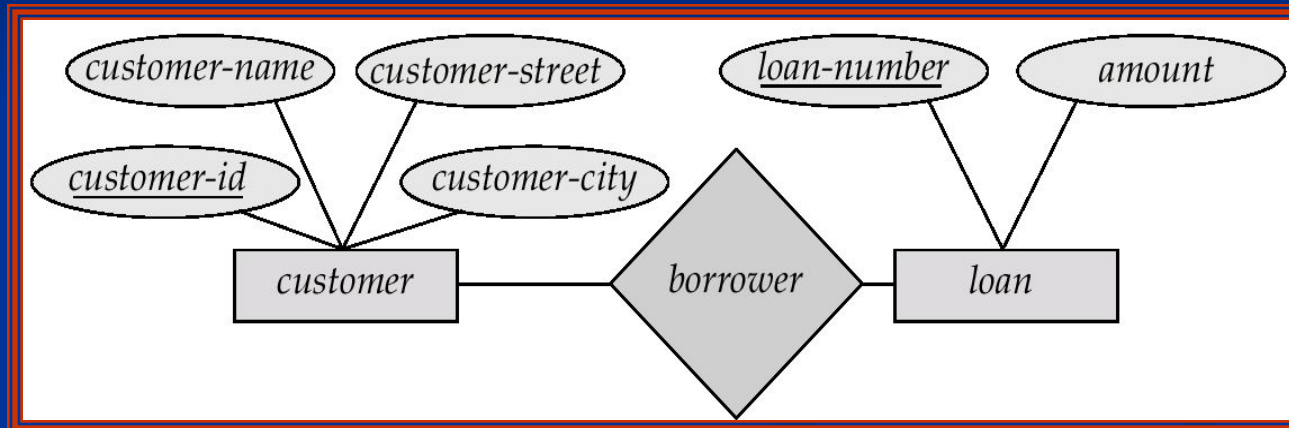 customer-name
customer-street
loan-number
amount
customer-id
customer-city
customer
borrower
loan